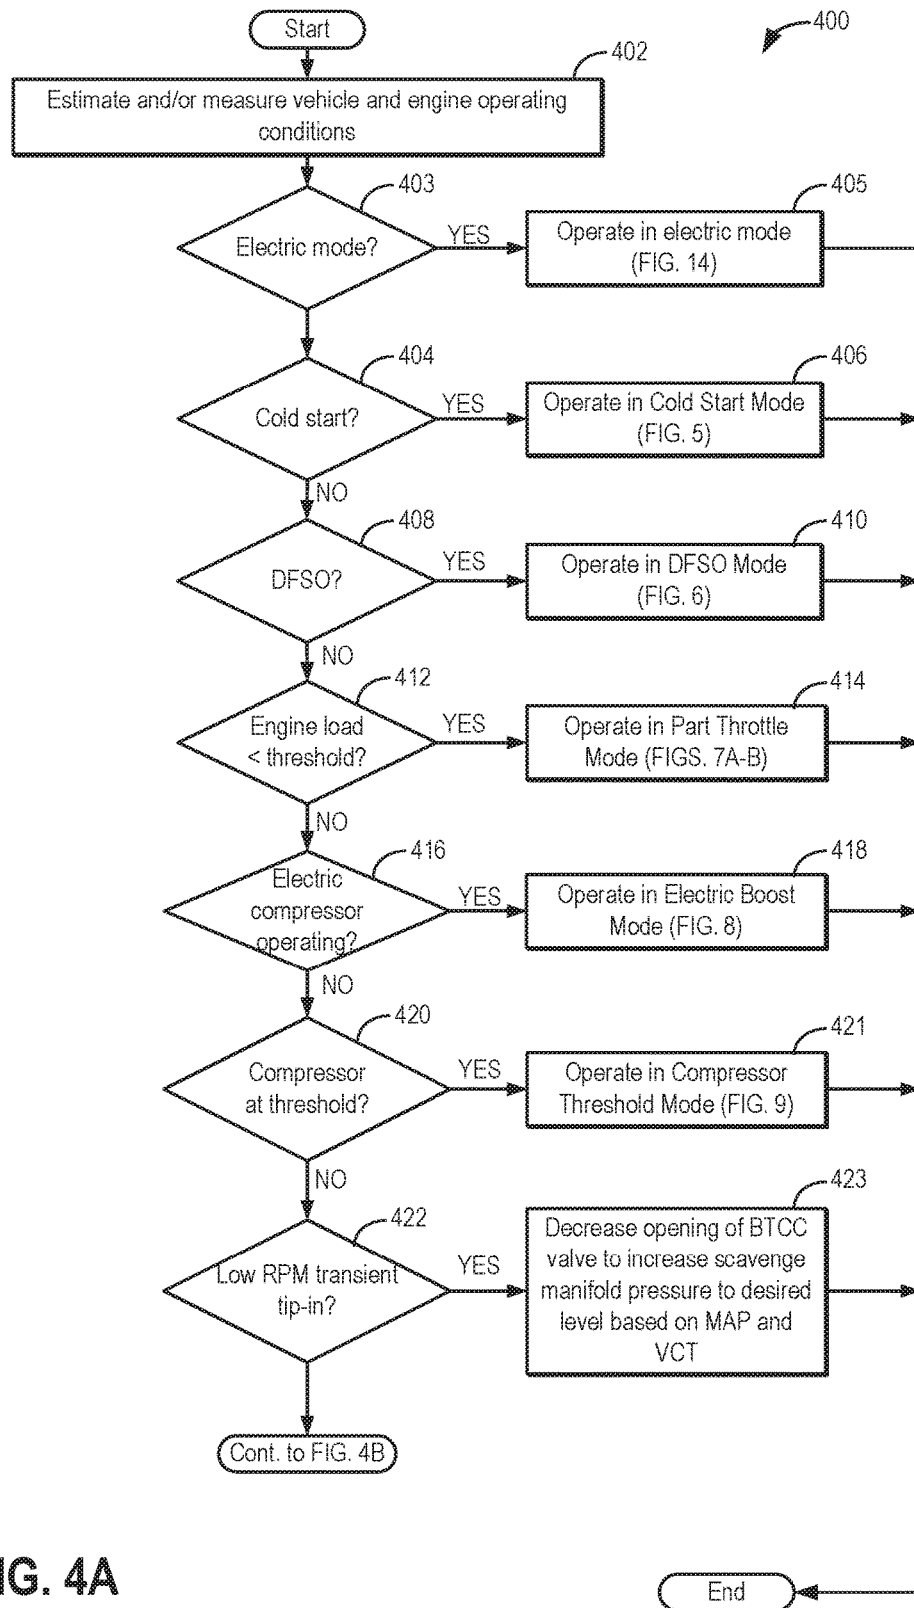 Start
400
402
Estimate and/or measure vehicle and engine operating
conditions
403
Electric mode?
YES
405
Operate in electric mode
(FIG. 14)
404
Cold start?
YES
406
Operate in Cold Start Mode
(FIG. 5)
NO
408
DFSO?
YES
410
Operate in DFSO Mode
(FIG. 6)
NO
412
Engine load
< threshold?
YES
414
Operate in Part Throttle
Mode (FIGS. 7A-B)
NO
416
Electric
compressor
operating?
YES
418
Operate in Electric Boost
Mode (FIG. 8)
NO
420
Compressor
at threshold?
YES
421
Operate in Compressor
Threshold Mode (FIG. 9)
NO
422
Low RPM transient
tip-in?
YES
423
Decrease opening of BTCC
valve to increase scavenge
manifold pressure to desired
level based on MAP and
VCT
Cont. to FIG. 4B
IG. 4A
End